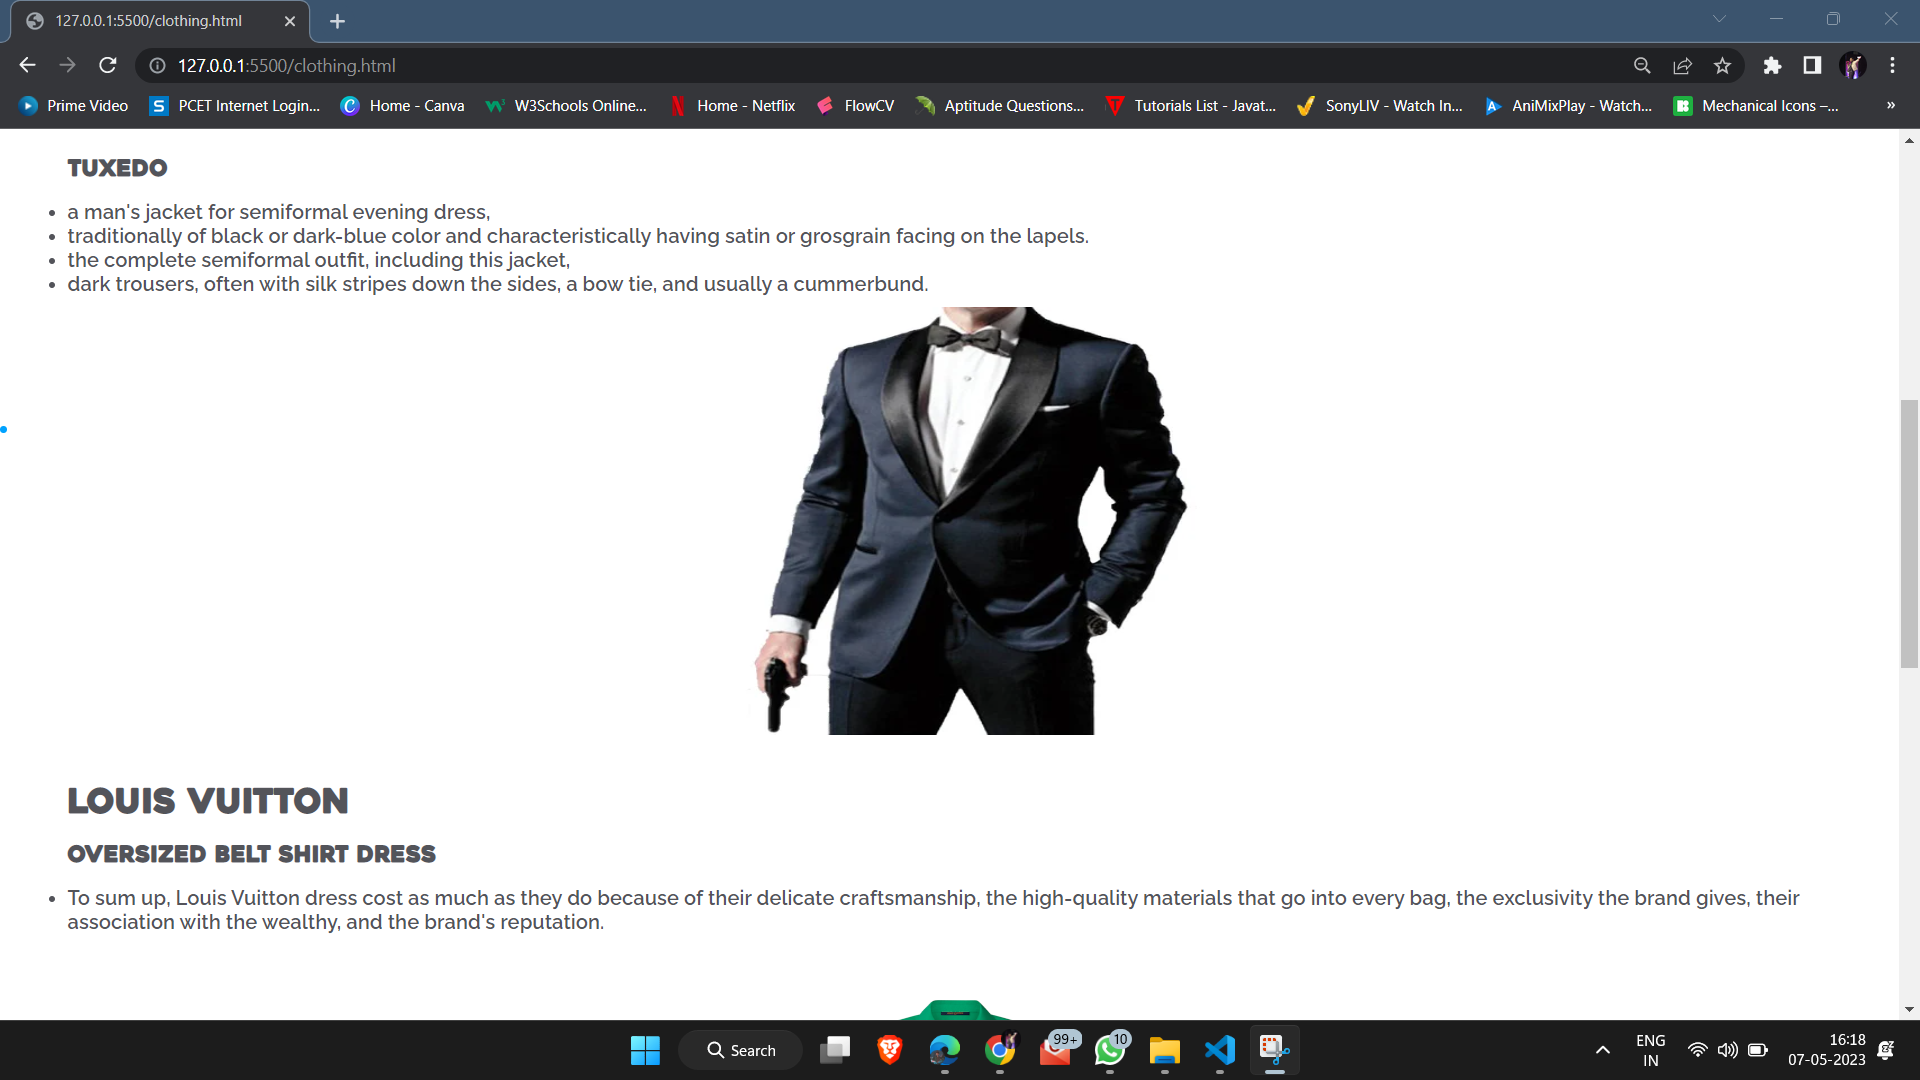 127.0.0.1:5500/clothing.html
127.0.0.1:5500/clothing.html
Prime Video
PCET Internet Login...
Home - Canva
W3Schools Online...
Home - Netflix
FlowCV
Aptitude Questions...
Tutorials List - Javat...
SonyLIV - Watch In...
AniMixPlay - Watch...
Mechanical Icons –...
»
TUXEDO
• a man's jacket for semiformal evening dress,
• traditionally of black or dark-blue color and characteristically having satin or grosgrain facing on the lapels.
• the complete semiformal outfit, including this jacket,
• dark trousers, often with silk stripes down the sides, a bow tie, and usually a cummerbund.
LOUIS VUITTON
OVERSIZED BELT SHIRT DRESS
• To sum up, Louis Vuitton dress cost as much as they do because of their delicate craftsmanship, the high-quality materials that go into every bag, the exclusivity the brand gives, their
association with the wealthy, and the brand's reputation.
Search
99+
10
ENG
IN
16:18
07-05-2023